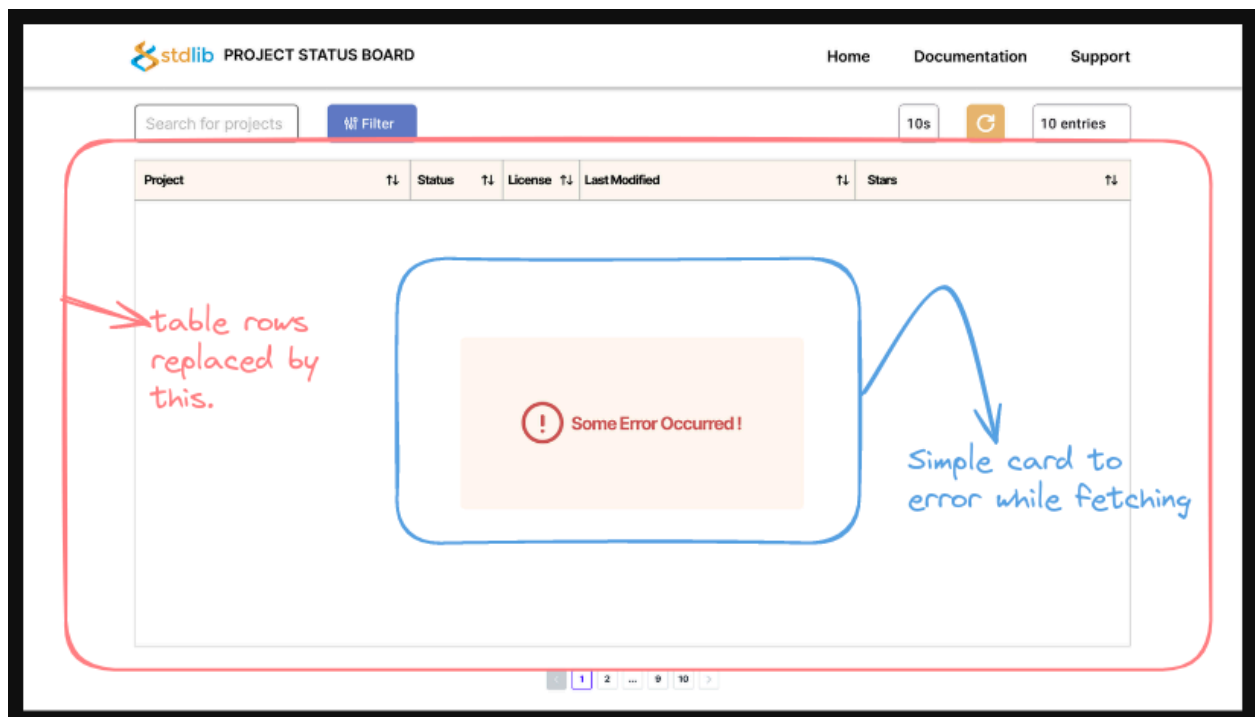 stdlib PROJECT STATUS BOARD Home Documentation Support
Search for projects Filter 10s 10 entries
Project Status License Last Modified Stars
table rows
replaced by
this.
Some Error Occurred !
Simple card to
error while fetching
< 1 2 ... 9 10 >